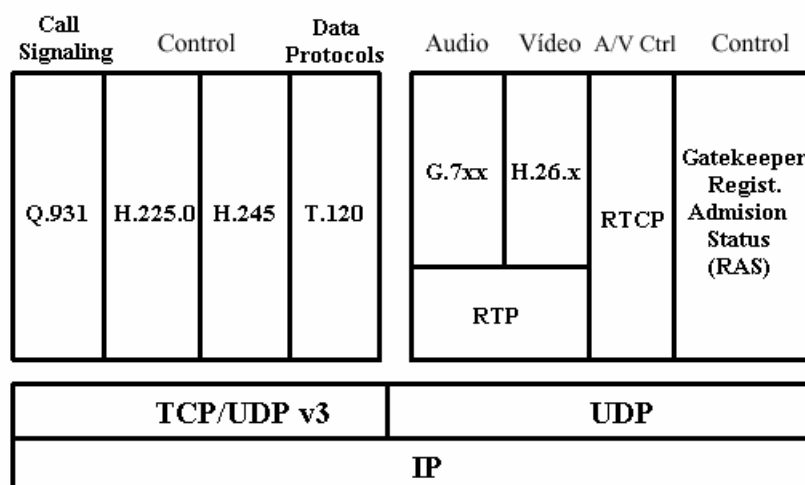 Call
Signaling
Control
Data
Protocols
Audio
Vídeo
A/V Ctrl
Control
Q.931
H.225.0
H.245
T.120
G.7xx
H.26.x
RTP
RTCP
Gatekeeper
Regist.
Admision
Status
(RAS)
TCP/UDP v3
UDP
IP